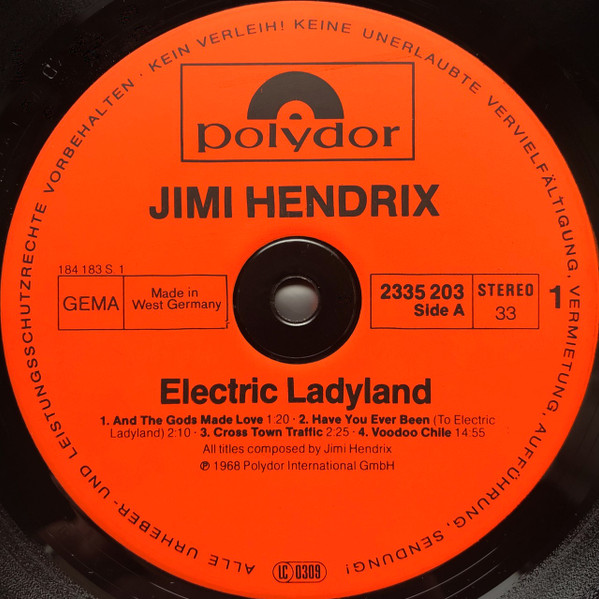 ALLE URHEBER- UND LEISTUNGSSCHUTZRECHTE VORBEHALTEN · KEIN VERLEIH! KEINE UNERLAUBTE VERVIELFÄLTIGUNG, VERMIETUNG, AUFFÜHRUNG, SENDUNG!
polydor
JIMI HENDRIX
184 183 S. 1
GEMA
Made in
West Germany
2335 203
Side A
STEREO
33
1
Electric Ladyland
1. And The Gods Made Love 1:20 · 2. Have You Ever Been (To Electric
Ladyland) 2:10 · 3. Cross Town Traffic 2:25 · 4. Voodoo Chile 14:55
All titles composed by Jimi Hendrix
℗ 1968 Polydor International GmbH
LC 0309